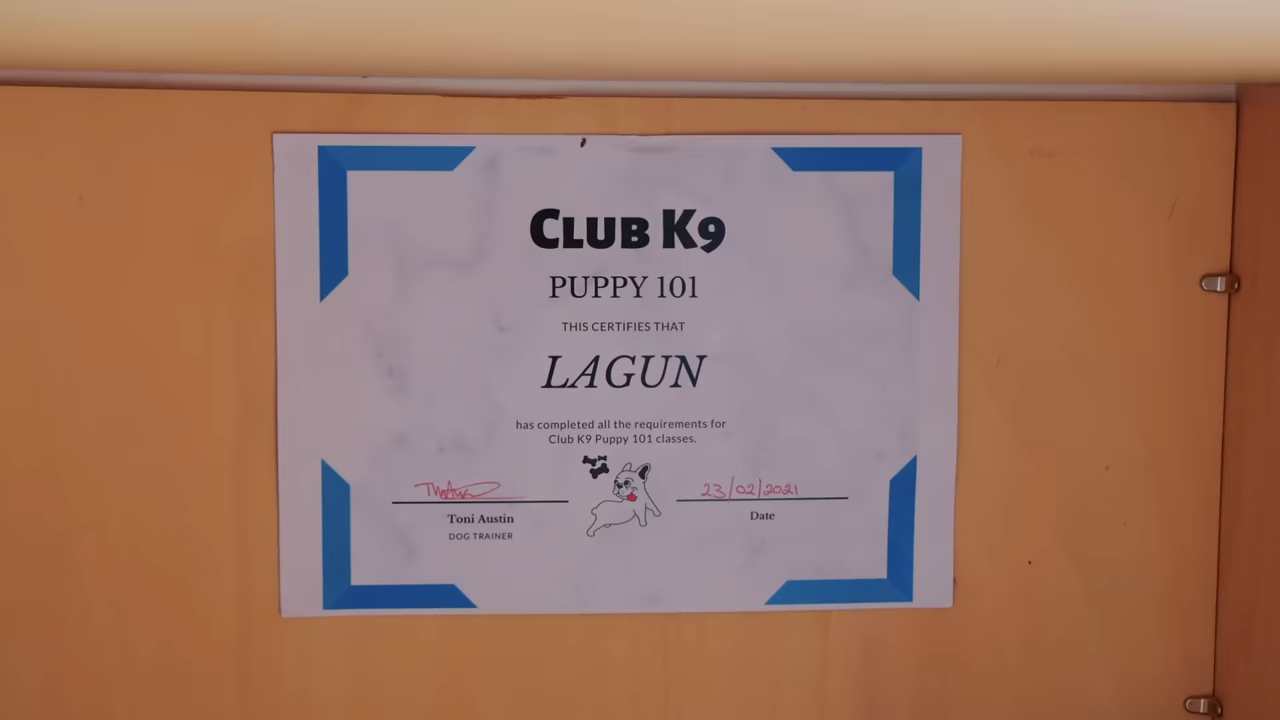 CLUB K9
PUPPY 101
THIS CERTIFIES THAT
LAGUN
has completed all the requirements for
Club K9 Puppy 101 classes.
23/02/2021
Toni Austin
Date
DOG TRAINER